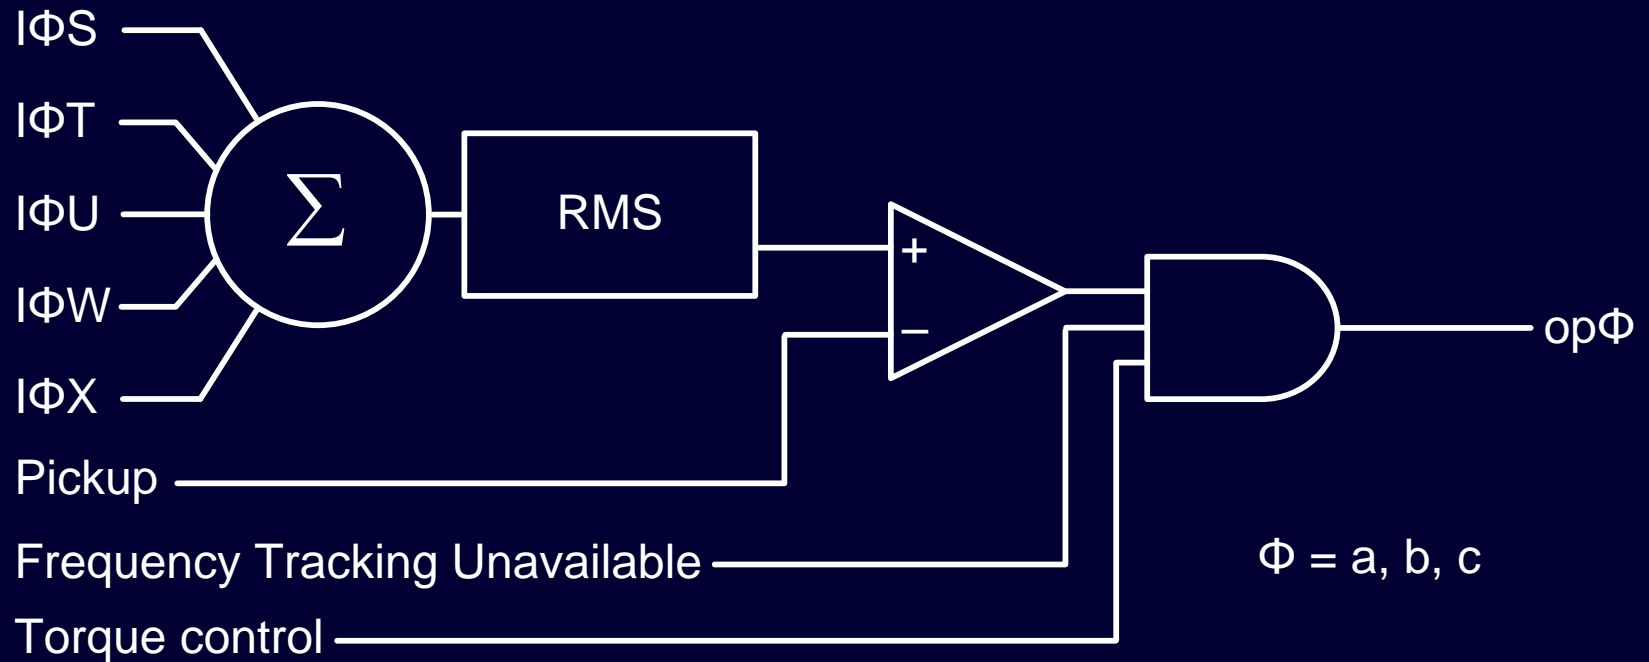 IΦS
IΦT
IΦU
IΦW
IΦX
Σ
RMS
+
−
opΦ
Pickup
Frequency Tracking Unavailable
Φ = a, b, c
Torque control